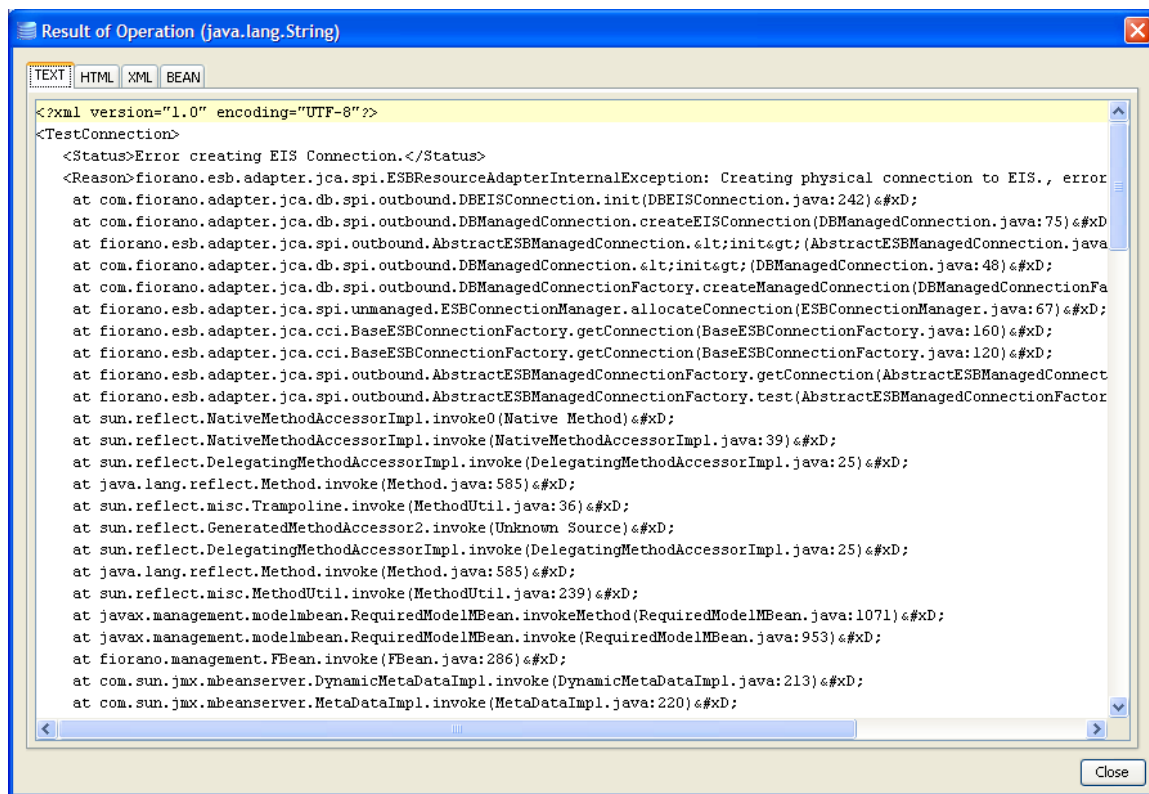 Result of Operation (java.lang.String)
TEXT HTML XML BEAN
<?xml version="1.0" encoding="UTF-8"?>
<TestConnection>
<Status>Error creating EIS Connection.</Status>
<Reason>fiorano.esb.adapter.jca.spi.ESBResourceAdapterInternalException: Creating physical connection to EIS., error
at com.fiorano.adapter.jca.db.spi.outbound.DBEISConnection.init(DBEISConnection.java:242)&#xD;
at com.fiorano.adapter.jca.db.spi.outbound.DBManagedConnection.createEISConnection(DBManagedConnection.java:75)&#xD
at fiorano.esb.adapter.jca.spi.outbound.AbstractESBManagedConnection.&lt;init&gt;(AbstractESBManagedConnection.java
at com.fiorano.adapter.jca.db.spi.outbound.DBManagedConnection.&lt;init&gt;(DBManagedConnection.java:48)&#xD;
at com.fiorano.adapter.jca.db.spi.outbound.DBManagedConnectionFactory.createManagedConnection(DBManagedConnectionFa
at fiorano.esb.adapter.jca.spi.unmanaged.ESBConnectionManager.allocateConnection(ESBConnectionManager.java:67)&#xD;
at fiorano.esb.adapter.jca.cci.BaseESBConnectionFactory.getConnection(BaseESBConnectionFactory.java:160)&#xD;
at fiorano.esb.adapter.jca.cci.BaseESBConnectionFactory.getConnection(BaseESBConnectionFactory.java:120)&#xD;
at fiorano.esb.adapter.jca.spi.outbound.AbstractESBManagedConnectionFactory.getConnection(AbstractESBManagedConnect
at fiorano.esb.adapter.jca.spi.outbound.AbstractESBManagedConnectionFactory.test(AbstractESBManagedConnectionFactor
at sun.reflect.NativeMethodAccessorImpl.invoke0(Native Method)&#xD;
at sun.reflect.NativeMethodAccessorImpl.invoke(NativeMethodAccessorImpl.java:39)&#xD;
at sun.reflect.DelegatingMethodAccessorImpl.invoke(DelegatingMethodAccessorImpl.java:25)&#xD;
at java.lang.reflect.Method.invoke(Method.java:585)&#xD;
at sun.reflect.misc.Trampoline.invoke(MethodUtil.java:36)&#xD;
at sun.reflect.GeneratedMethodAccessor2.invoke(Unknown Source)&#xD;
at sun.reflect.DelegatingMethodAccessorImpl.invoke(DelegatingMethodAccessorImpl.java:25)&#xD;
at java.lang.reflect.Method.invoke(Method.java:585)&#xD;
at sun.reflect.misc.MethodUtil.invoke(MethodUtil.java:239)&#xD;
at javax.management.modelmbean.RequiredModelMBean.invokeMethod(RequiredModelMBean.java:1071)&#xD;
at javax.management.modelmbean.RequiredModelMBean.invoke(RequiredModelMBean.java:953)&#xD;
at fiorano.management.FBean.invoke(FBean.java:286)&#xD;
at com.sun.jmx.mbeanserver.DynamicMetaDataImpl.invoke(DynamicMetaDataImpl.java:213)&#xD;
at com.sun.jmx.mbeanserver.MetaDataImpl.invoke(MetaDataImpl.java:220)&#xD;
Close